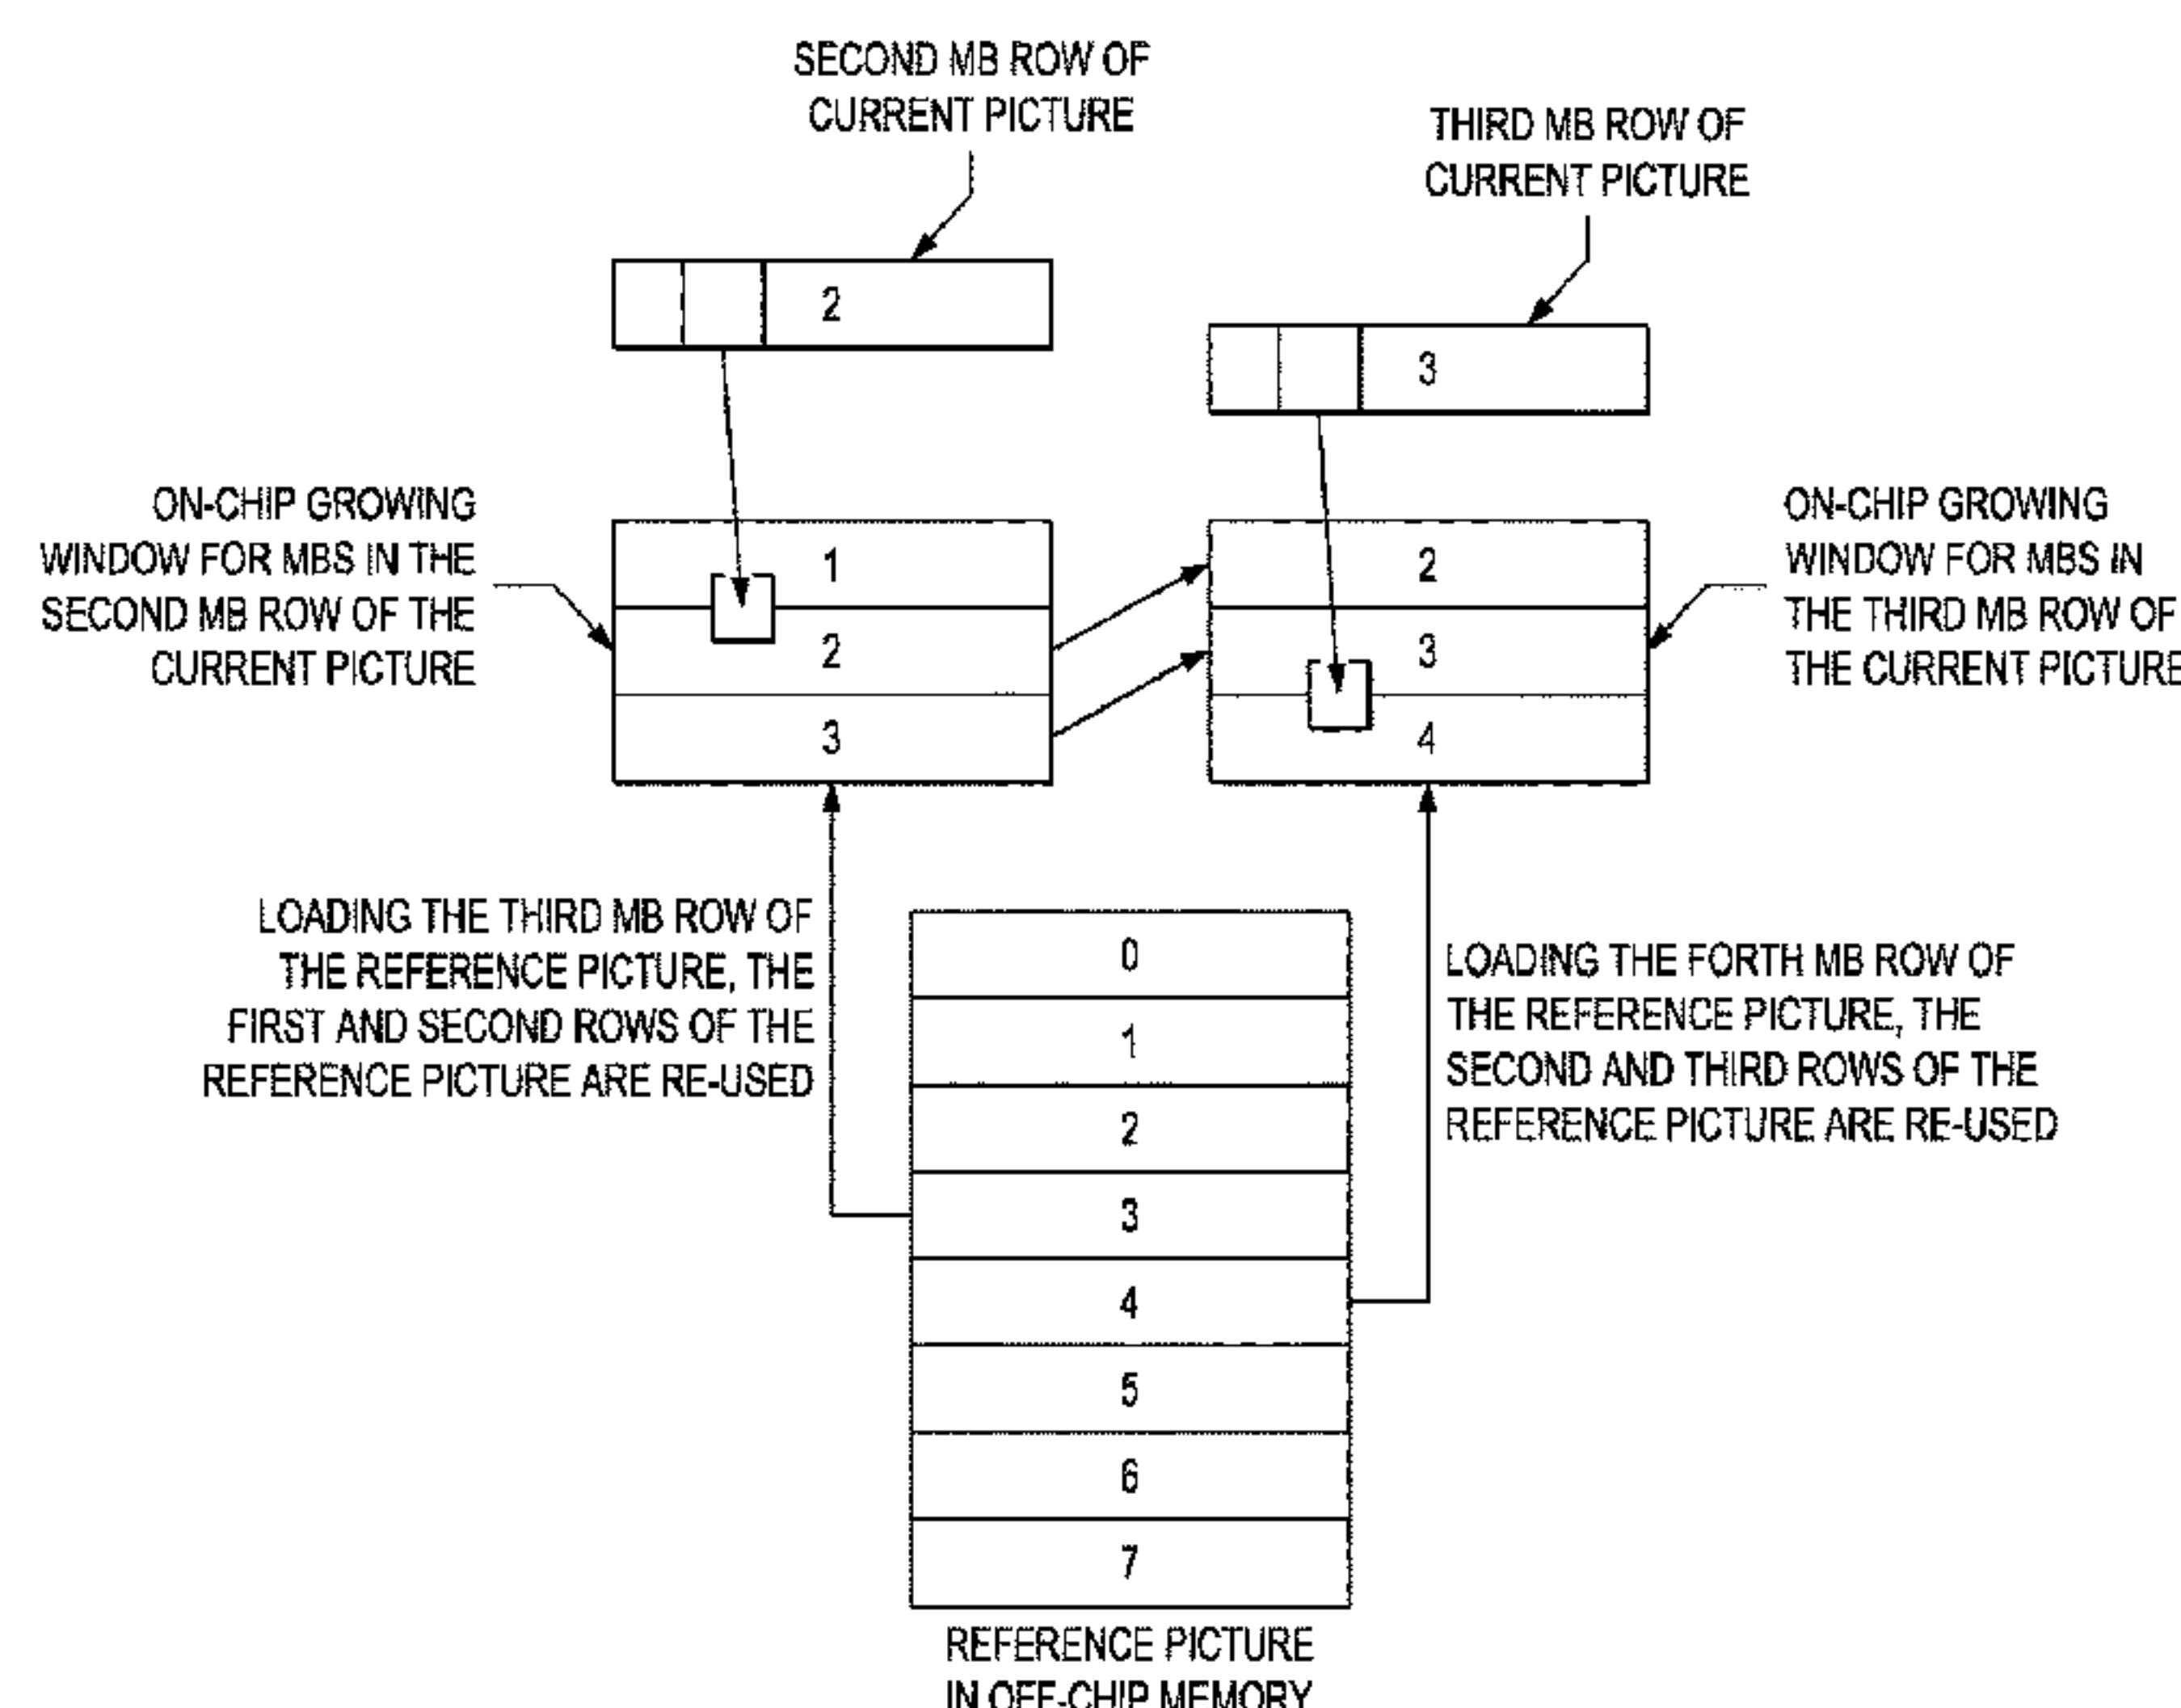 SECOND MB ROW OF
CURRENT PICTURE
THIRD MB ROW OF
CURRENT PICTURE
2
3
ON-CHIP GROWING
WINDOW FOR MBS IN THE
SECOND MB ROW OF THE
CURRENT PICTURE
1
2
3
2
3
4
ON-CHIP GROWING
WINDOW FOR MBS IN
THE THIRD MB ROW OF
THE CURRENT PICTURE
LOADING THE THIRD MB ROW OF
THE REFERENCE PICTURE, THE
FIRST AND SECOND ROWS OF THE
REFERENCE PICTURE ARE RE-USED
0
1
2
3
4
5
6
7
LOADING THE FORTH MB ROW OF
THE REFERENCE PICTURE, THE
SECOND AND THIRD ROWS OF THE
REFERENCE PICTURE ARE RE-USED
REFERENCE PICTURE
IN OFF-CHIP MEMORY